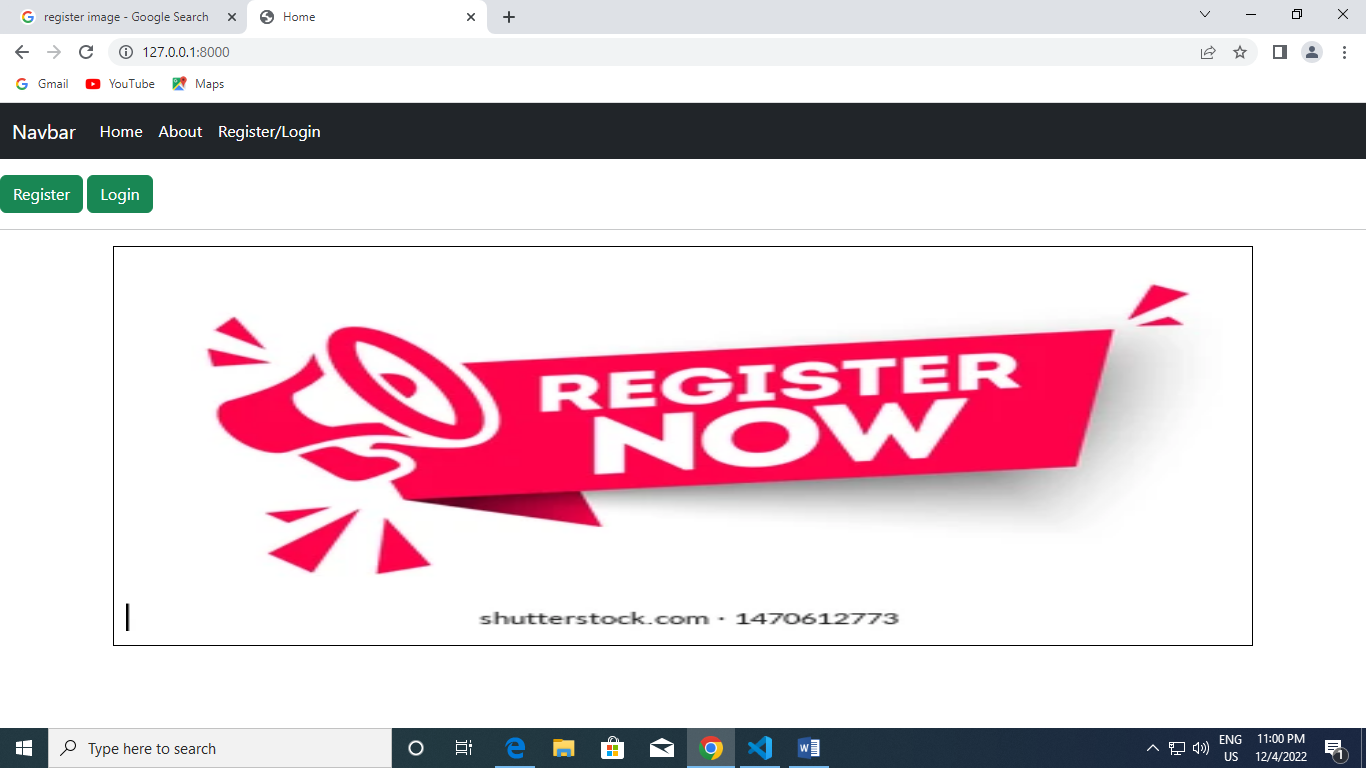 register image - Google Search
Home
127.0.0.1:8000
Gmail YouTube Maps
Navbar Home About Register/Login
Register Login
REGISTER
NOW
shutterstock.com · 1470612773
Type here to search
ENG
US
11:00 PM
12/4/2022
1